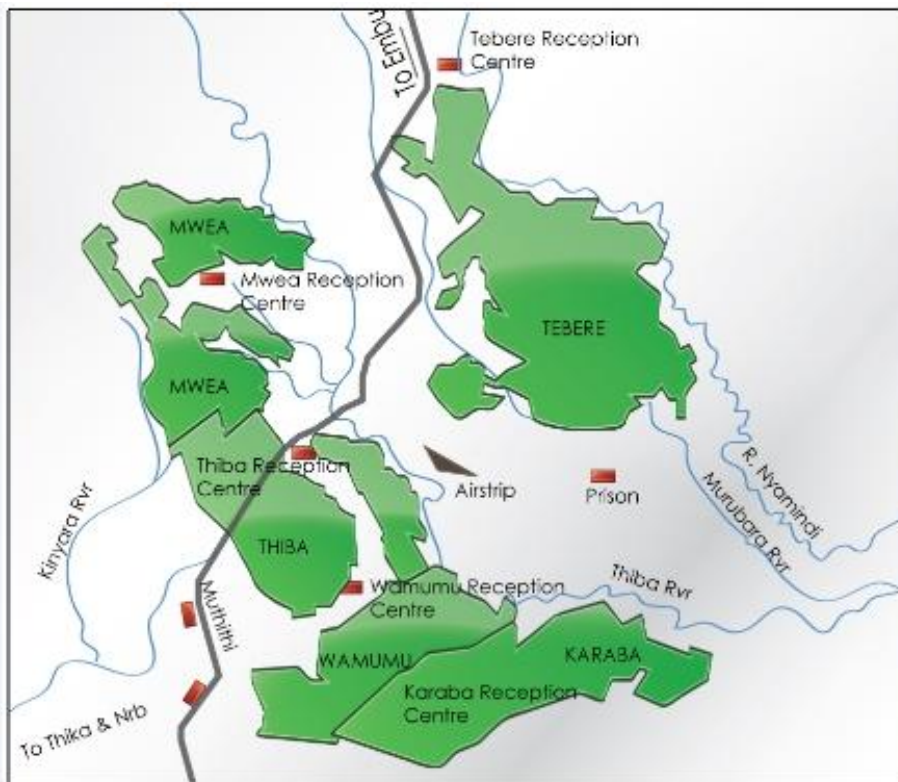 To Embu
Tebere Reception
Centre
MWEA
Mwea Reception
Centre
TEBERE
MWEA
Thiba Reception
Centre
Airstrip
Prison
R. Nyamindi
Murubara Rvr
Kinyara Rvr
THIBA
Thiba Rvr
Wamumu Reception
Centre
Muthithi
WAMUMU
KARABA
Karaba Reception
Centre
To Thika & Nrb